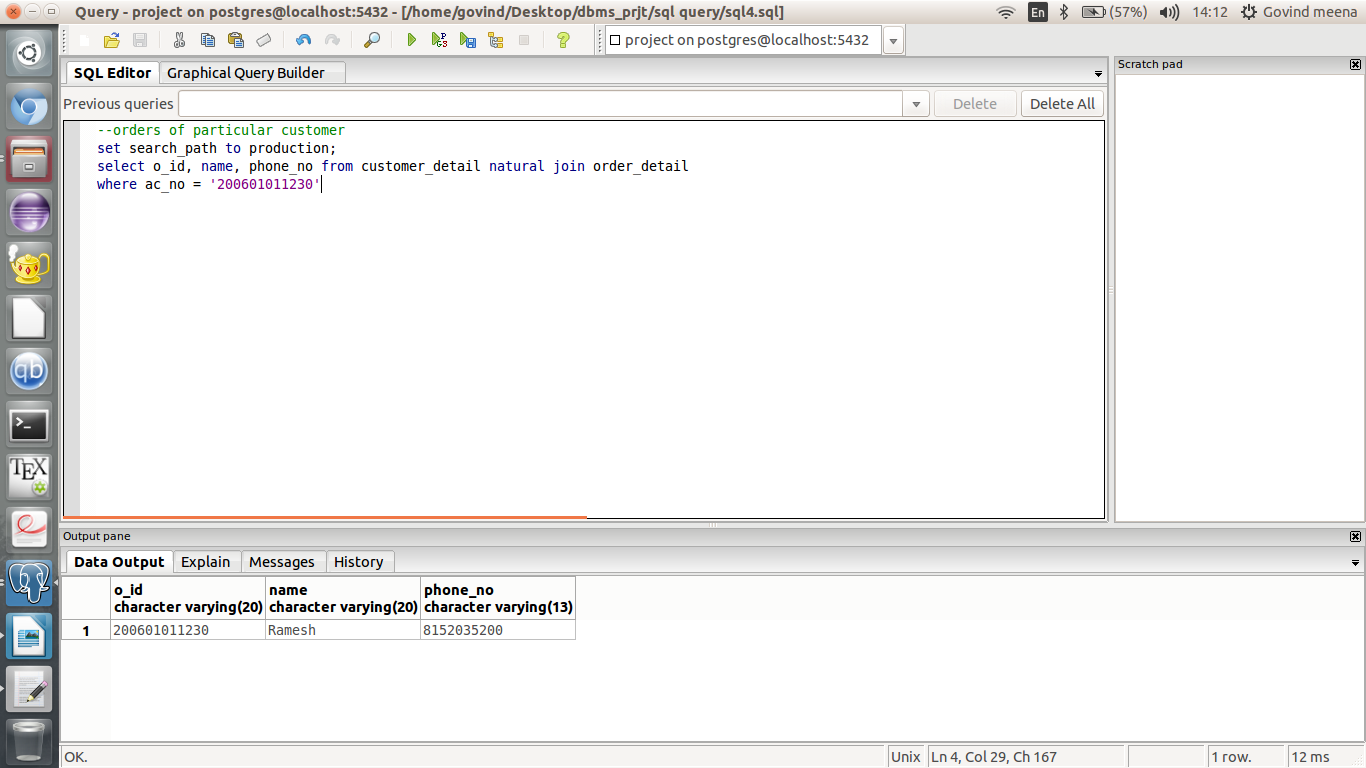 Query - project on postgres@localhost:5432 - [/home/govind/Desktop/dbms_prjt/sql query/sql4.sql]
En (57%) 14:12 Govind meena
project on postgres@localhost:5432
SQL Editor Graphical Query Builder
Scratch pad
Previous queries Delete Delete All
--orders of particular customer
set search_path to production;
select o_id, name, phone_no from customer_detail natural join order_detail
where ac_no = '200601011230'
qb
>_
TEX
Output pane
Data Output Explain Messages History
o_id name phone_no
character varying(20) character varying(20) character varying(13)
1 200601011230 Ramesh 8152035200
OK. Unix Ln 4, Col 29, Ch 167 1 row. 12 ms